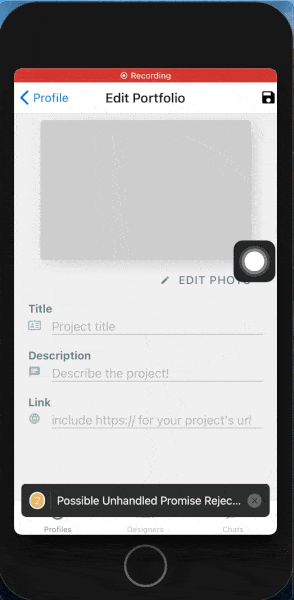 Recording
Profile
Edit Portfolio
EDIT PHOTO
Title
Project title
Description
Describe the project!
Link
include https:// for your project's url
2 Possible Unhandled Promise Rejec...
Profiles
Designers
Chats